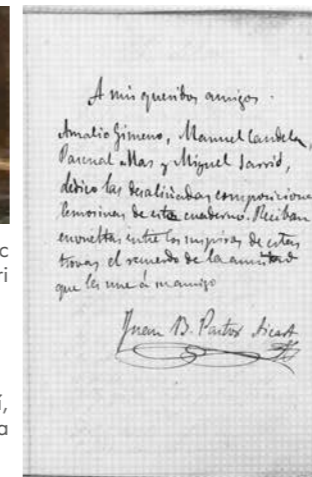 A mis queridos amigos.
Amalio Gimeno, Manuel Candela,
Pascual Mas y Miguel Sarrió,
dedico las desaliñadas composiciones
lemosinas de este cuaderno. Reciban
envueltas entre los suspiros de estas
trovas el recuerdo de la amistad
que les une á su amigo
Juan B. Pastor Aicart
c
ri
í,
a